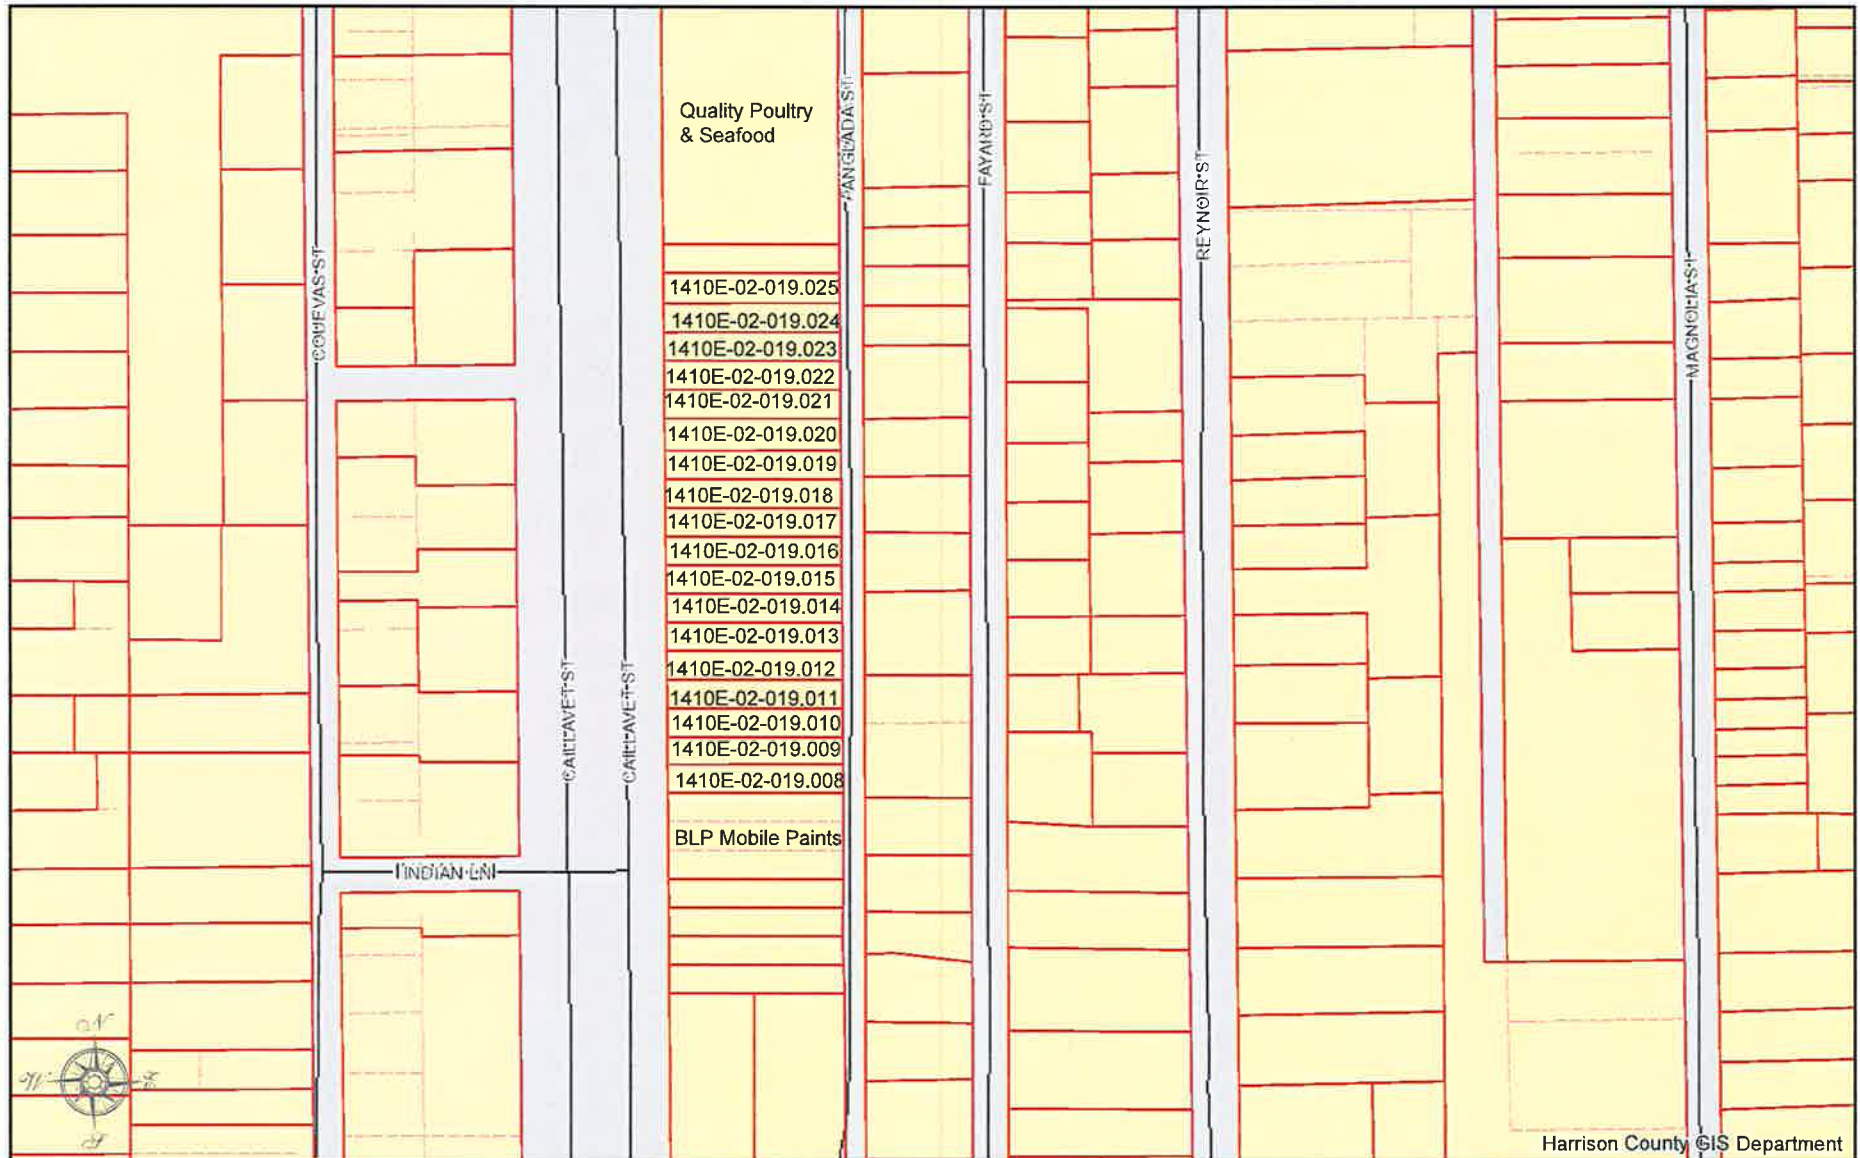 Quality Poultry
& Seafood
1410E-02-019.025
1410E-02-019.024
1410E-02-019.023
1410E-02-019.022
1410E-02-019.021
1410E-02-019.020
1410E-02-019.019
1410E-02-019.018
1410E-02-019.017
1410E-02-019.016
1410E-02-019.015
1410E-02-019.014
1410E-02-019.013
1410E-02-019.012
1410E-02-019.011
1410E-02-019.010
1410E-02-019.009
1410E-02-019.008
BLP Mobile Paints
COUEVAS ST
CAILLAVET ST
CAILLAVET ST
ANGLADA ST
FAYARD ST
REYNOIR ST
MAGNOLIA ST
INDIAN LN
N
W
E
S
Harrison County GIS Department